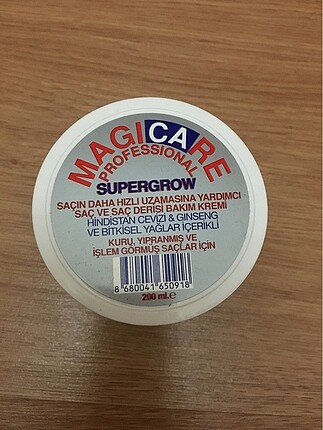 MAGICARE
PROFESSIONAL
SUPERGROW
SAÇIN DAHA HIZLI UZAMASINA YARDIMCI
SAÇ VE SAÇ DERİSİ BAKIM KREMİ
HİNDİSTAN CEVİZİ & GINSENG
VE BİTKİSEL YAĞLAR İÇERİKLİ
KURU, YIPRANMIŞ VE
İŞLEM GÖRMÜŞ SAÇLAR İÇİN
8 680041 650918
200 ml.℮